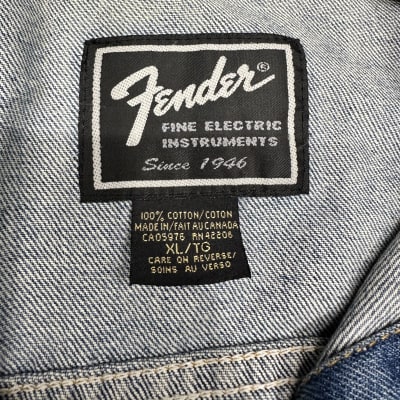 Fender®
FINE ELECTRIC
INSTRUMENTS
Since 1946
100% COTTON/COTON
MADE IN/FAIT AU CANADA
CA05976 RN42206
XL/TG
CARE ON REVERSE/
SOINS AU VERSO